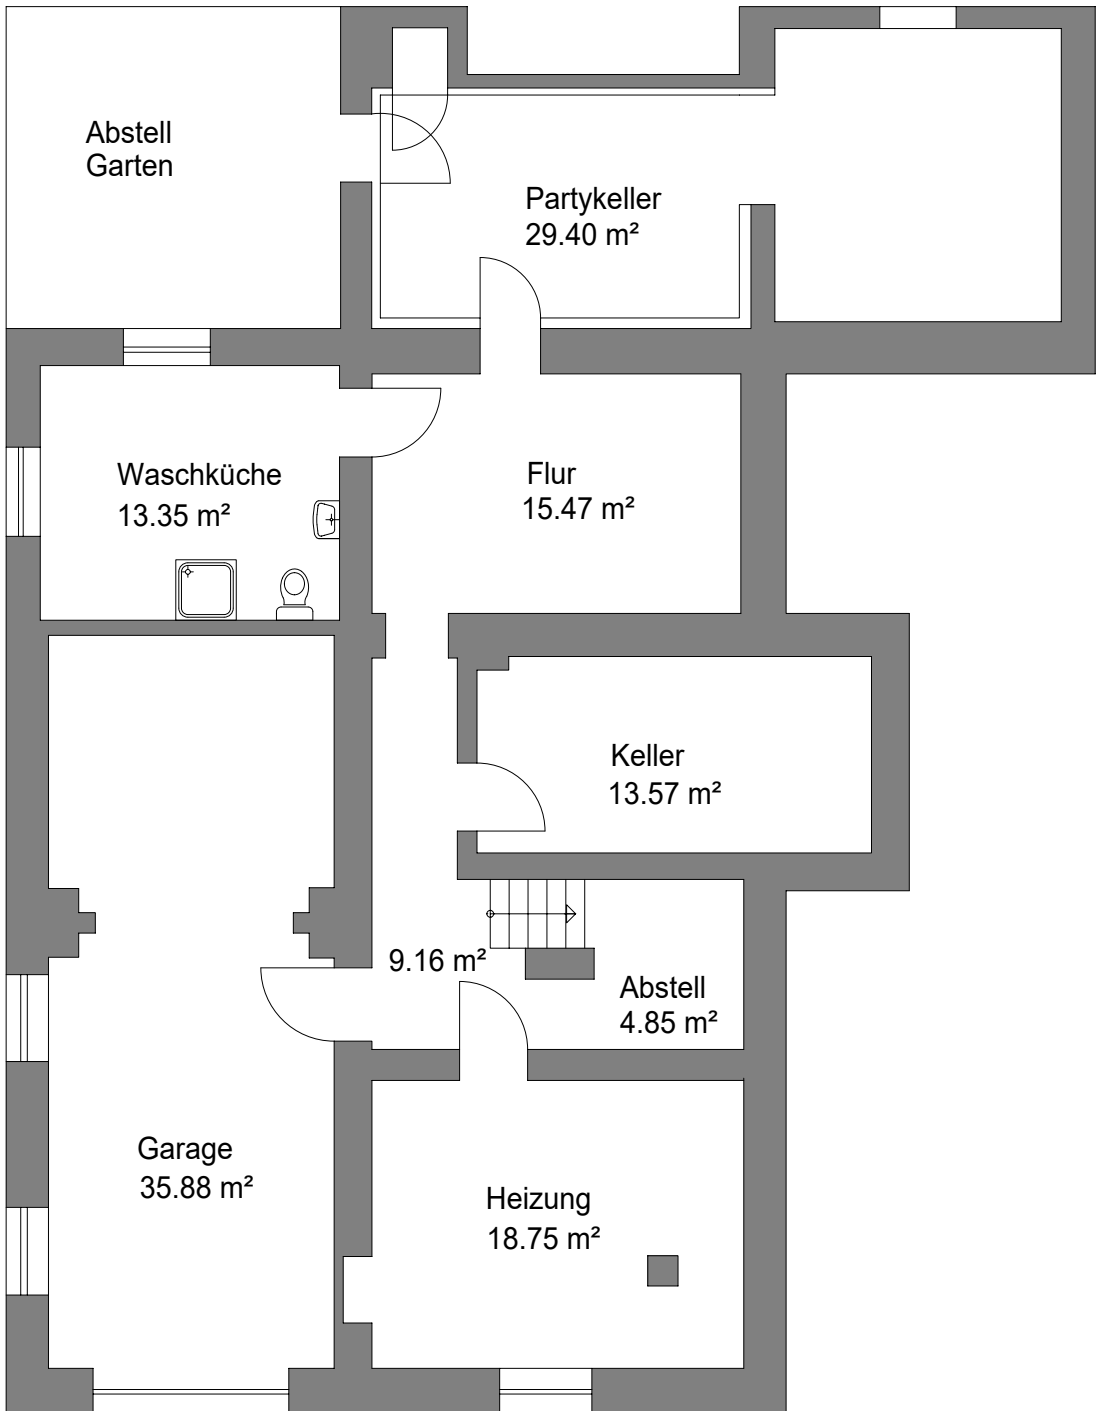 Abstell
Garten
Partykeller
29.40 m²
Waschküche
13.35 m²
Flur
15.47 m²
Keller
13.57 m²
9.16 m²
Abstell
4.85 m²
Garage
35.88 m²
Heizung
18.75 m²